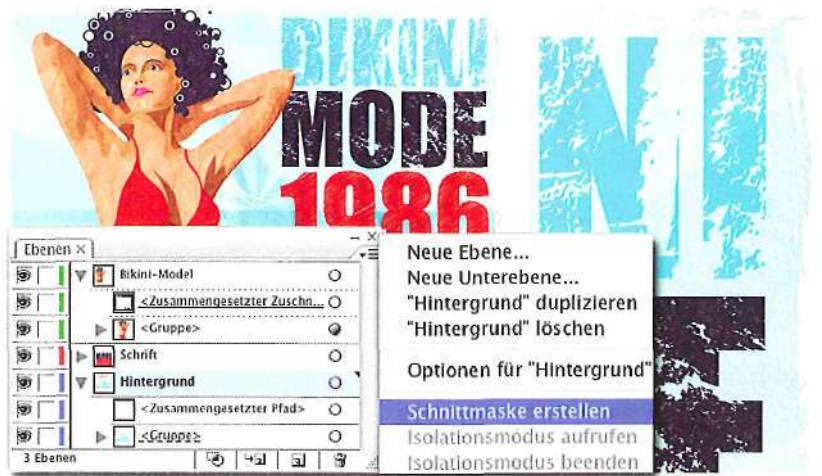 BIKINI
MODE
1986
NI
Ebenen ×
Bikini-Model
<Zusammengesetzter Zuschn...
<Gruppe>
Schrift
Hintergrund
<Zusammengesetzter Pfad>
<Gruppe>
3 Ebenen
Neue Ebene...
Neue Unterebene...
"Hintergrund" duplizieren
"Hintergrund" löschen
Optionen für "Hintergrund"
Schnittmaske erstellen
Isolationsmodus aufrufen
Isolationsmodus beenden